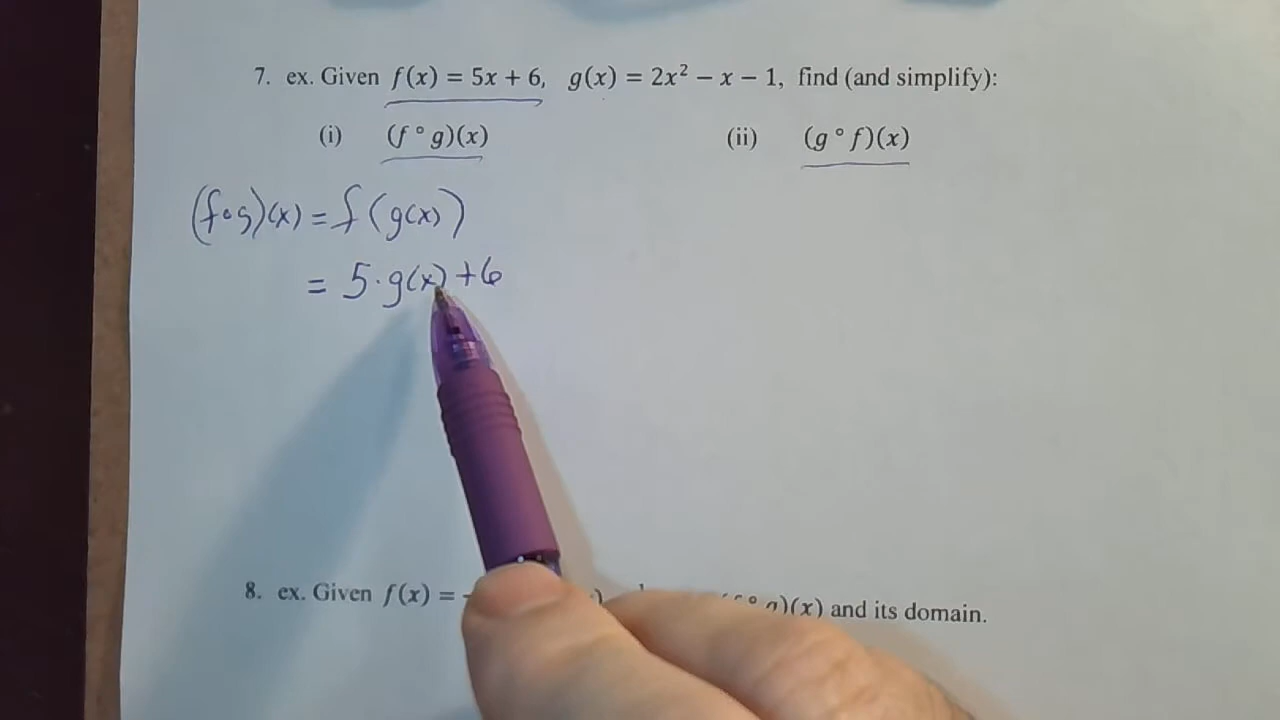 7. ex. Given f(x) = 5x + 6, g(x) = 2x² − x − 1, find (and simplify):
(i) (f ∘ g)(x) (ii) (g ∘ f)(x)
(f∘g)(x) = f(g(x))
= 5·g(x) + 6
8. ex. Given f(x) = (x) and its domain.